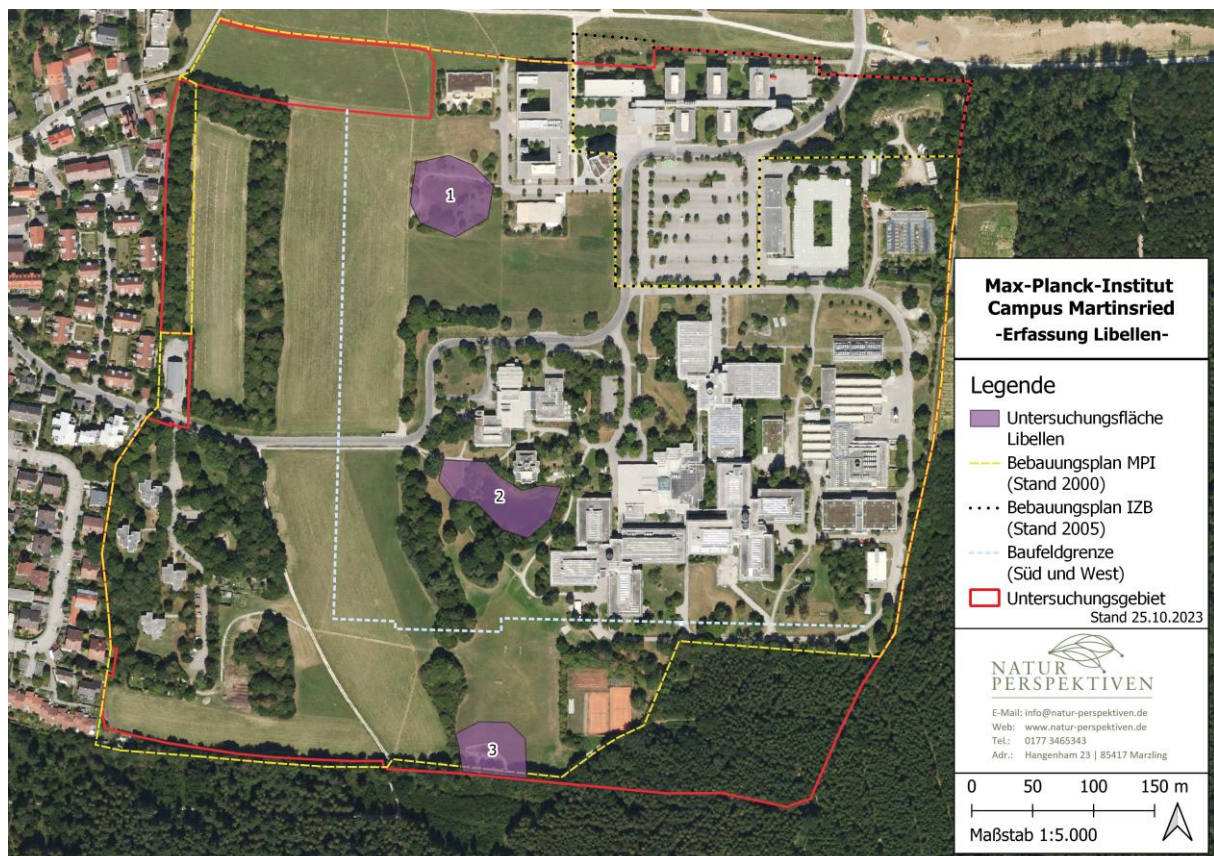 1
2
3
Max-Planck-Institut
Campus Martinsried
-Erfassung Libellen-
Legende
Untersuchungsfläche
Libellen
Bebauungsplan MPI
(Stand 2000)
Bebauungsplan IZB
(Stand 2005)
Baufeldgrenze
(Süd und West)
Untersuchungsgebiet
Stand 25.10.2023
NATUR
PERSPEKTIVEN
E-Mail: info@natur-perspektiven.de
Web: www.natur-perspektiven.de
Tel.: 0177 3465343
Adr.: Hangenham 23 | 85417 Marzling
0 50 100 150 m
Maßstab 1:5.000